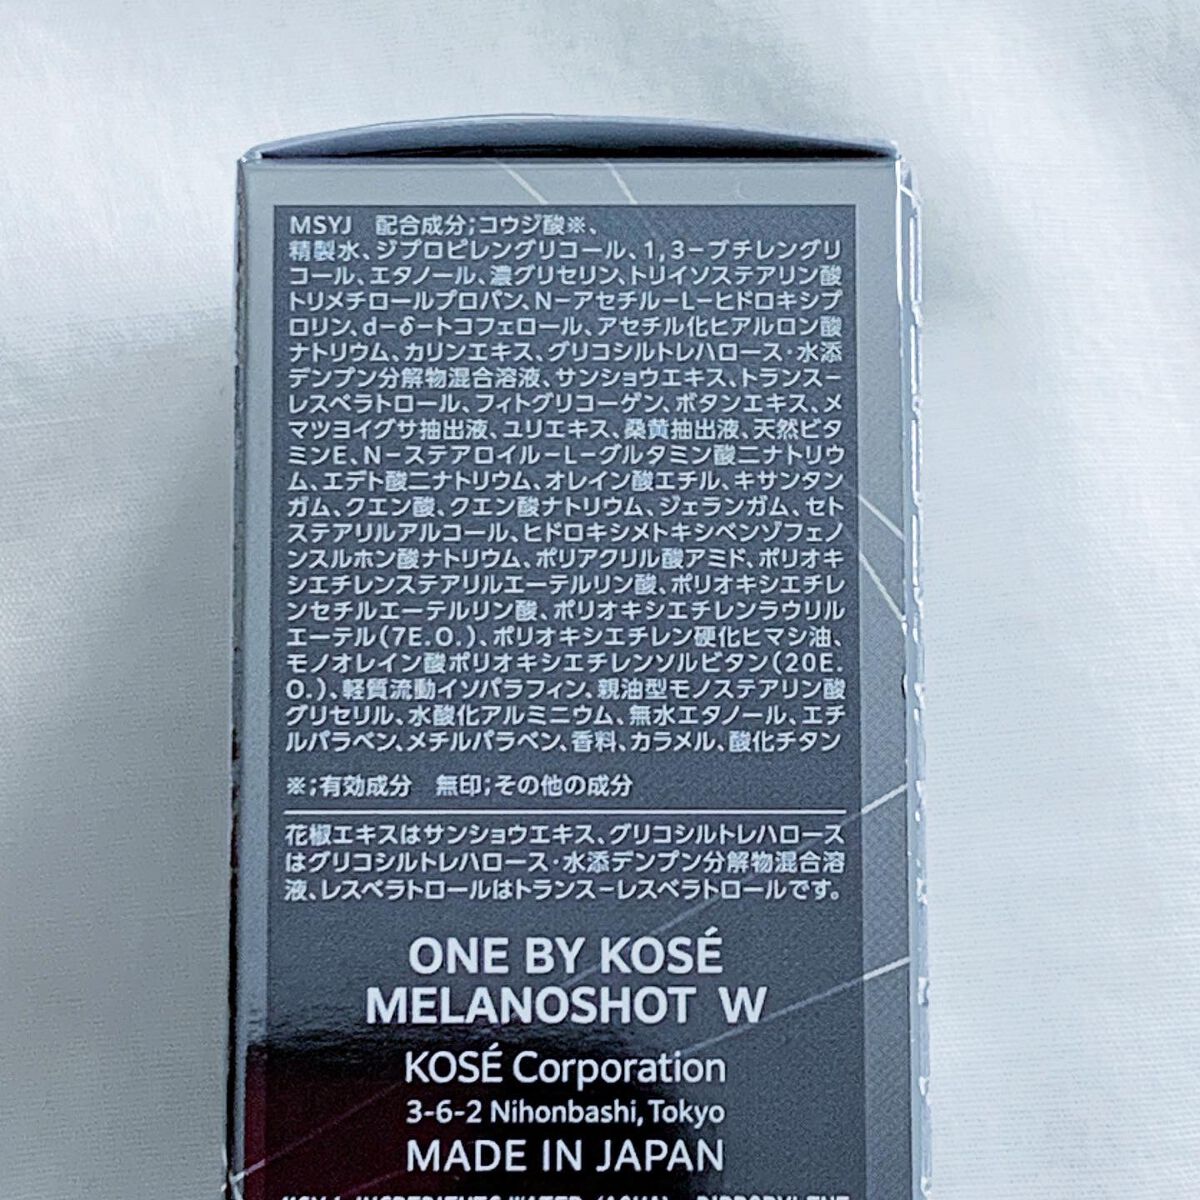 MSYJ 配合成分;コウジ酸※、
精製水、ジプロピレングリコール、1,3-ブチレングリ
コール、エタノール、濃グリセリン、トリイソステアリン酸
トリメチロールプロパン、N-アセチル-L-ヒドロキシプ
ロリン、d-δ-トコフェロール、アセチル化ヒアルロン酸
ナトリウム、カリンエキス、グリコシルトレハロース・水添
デンプン分解物混合溶液、サンショウエキス、トランス-
レスベラトロール、フィトグリコーゲン、ボタンエキス、メ
マツヨイグサ抽出液、ユリエキス、桑黄抽出液、天然ビタ
ミンE、N-ステアロイル-L-グルタミン酸二ナトリウ
ム、エデト酸二ナトリウム、オレイン酸エチル、キサンタン
ガム、クエン酸、クエン酸ナトリウム、ジェランガム、セト
ステアリルアルコール、ヒドロキシメトキシベンゾフェノ
ンスルホン酸ナトリウム、ポリアクリル酸アミド、ポリオキ
シエチレンステアリルエーテルリン酸、ポリオキシエチレ
ンセチルエーテルリン酸、ポリオキシエチレンラウリル
エーテル(7E.O.)、ポリオキシエチレン硬化ヒマシ油、
モノオレイン酸ポリオキシエチレンソルビタン(20E.
O.)、軽質流動イソパラフィン、親油型モノステアリン酸
グリセリル、水酸化アルミニウム、無水エタノール、エチ
ルパラベン、メチルパラベン、香料、カラメル、酸化チタン
※;有効成分 無印;その他の成分
花椒エキスはサンショウエキス、グリコシルトレハロース
はグリコシルトレハロース・水添デンプン分解物混合溶
液、レスベラトロールはトランス-レスベラトロールです。
ONE BY KOSÉ
MELANOSHOT W
KOSÉ Corporation
3-6-2 Nihonbashi, Tokyo
MADE IN JAPAN